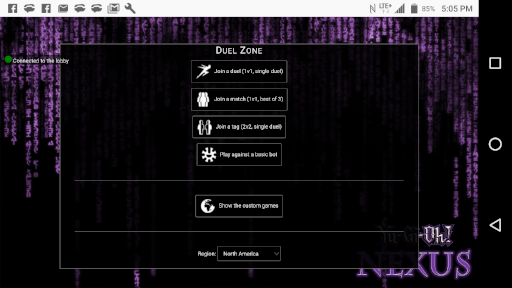 LTE+ 85% 5:05 PM
DUEL ZONE
Connected to the lobby
Join a duel (1v1, single duel)
Join a match (1v1, best of 3)
Join a tag (2v2, single duel)
Play against a basic bot
Show the custom games
Region: North America
Yu-Gi-Oh!
NEXUS